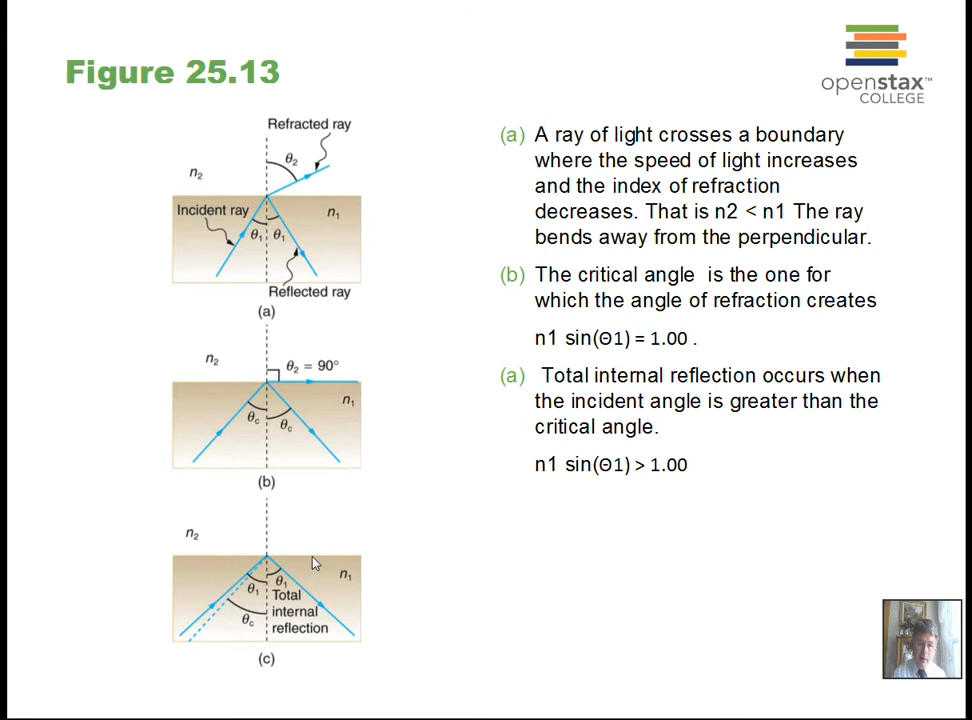 Figure 25.13
openstax™
COLLEGE
Refracted ray
θ₂
n₂
Incident ray
n₁
θ₁ θ₁
Reflected ray
(a)
n₂
θ₂ = 90°
n₁
θc θc
(b)
n₂
n₁
θ₁ θ₁
Total
θc internal
reflection
(c)
(a) A ray of light crosses a boundary
where the speed of light increases
and the index of refraction
decreases. That is n2 < n1 The ray
bends away from the perpendicular.
(b) The critical angle is the one for
which the angle of refraction creates
n1 sin(Θ1) = 1.00 .
(a) Total internal reflection occurs when
the incident angle is greater than the
critical angle.
n1 sin(Θ1) > 1.00